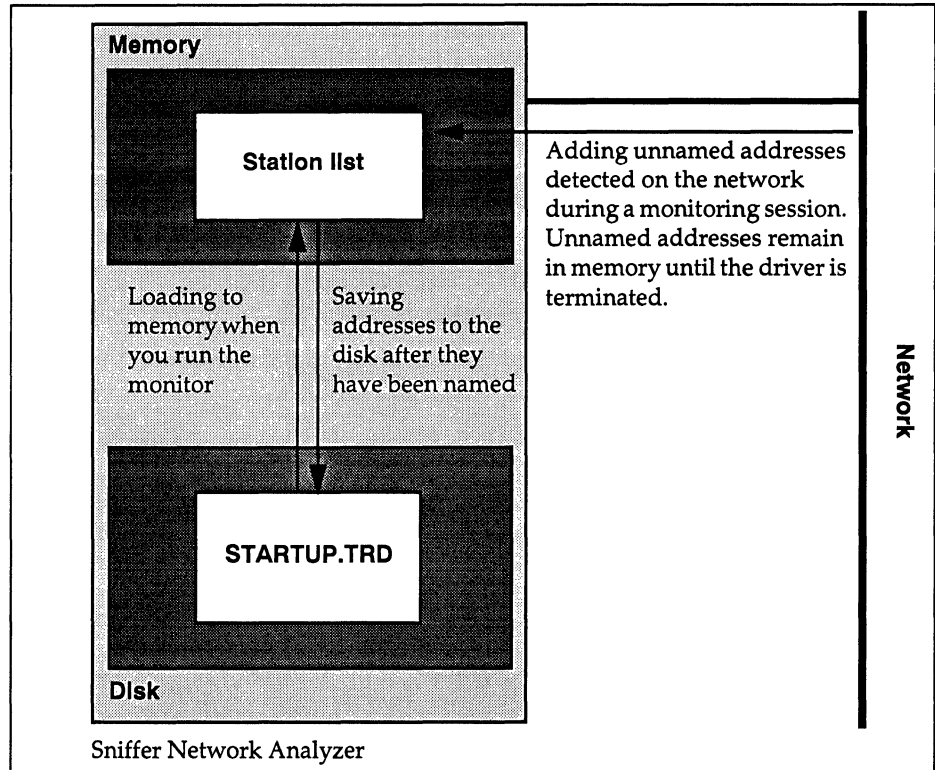 Memory
Station list
Adding unnamed addresses
detected on the network
during a monitoring session.
Unnamed addresses remain
in memory until the driver is
terminated.
Loading to
memory when
you run the
monitor
Saving
addresses to the
disk after they
have been named
Network
STARTUP.TRD
Disk
Sniffer Network Analyzer